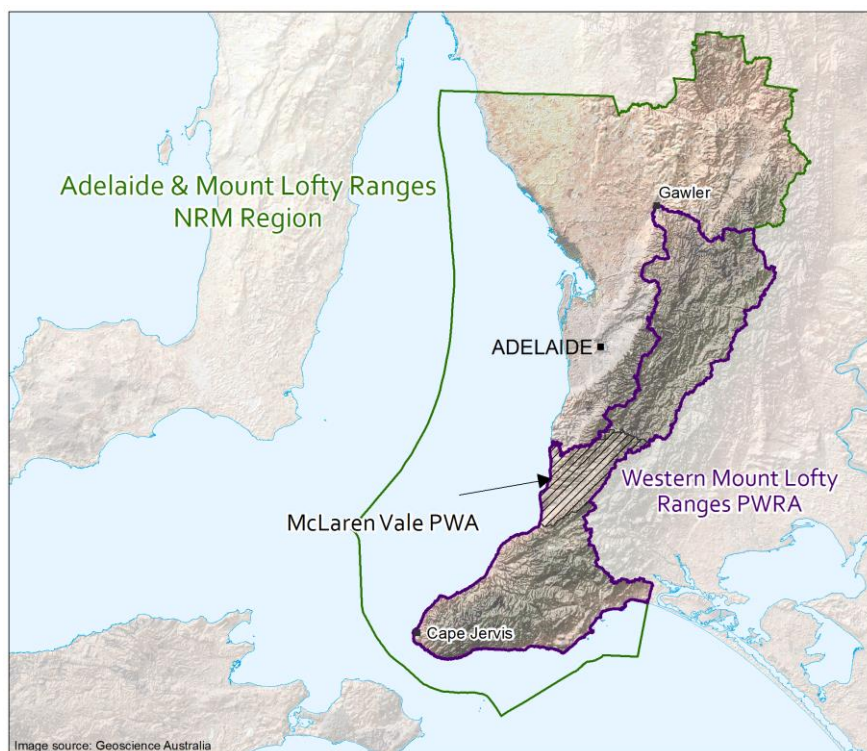 Adelaide & Mount Lofty Ranges
NRM Region
Gawler
ADELAIDE
Western Mount Lofty
Ranges PWRA
McLaren Vale PWA
Cape Jervis
Image source: Geoscience Australia